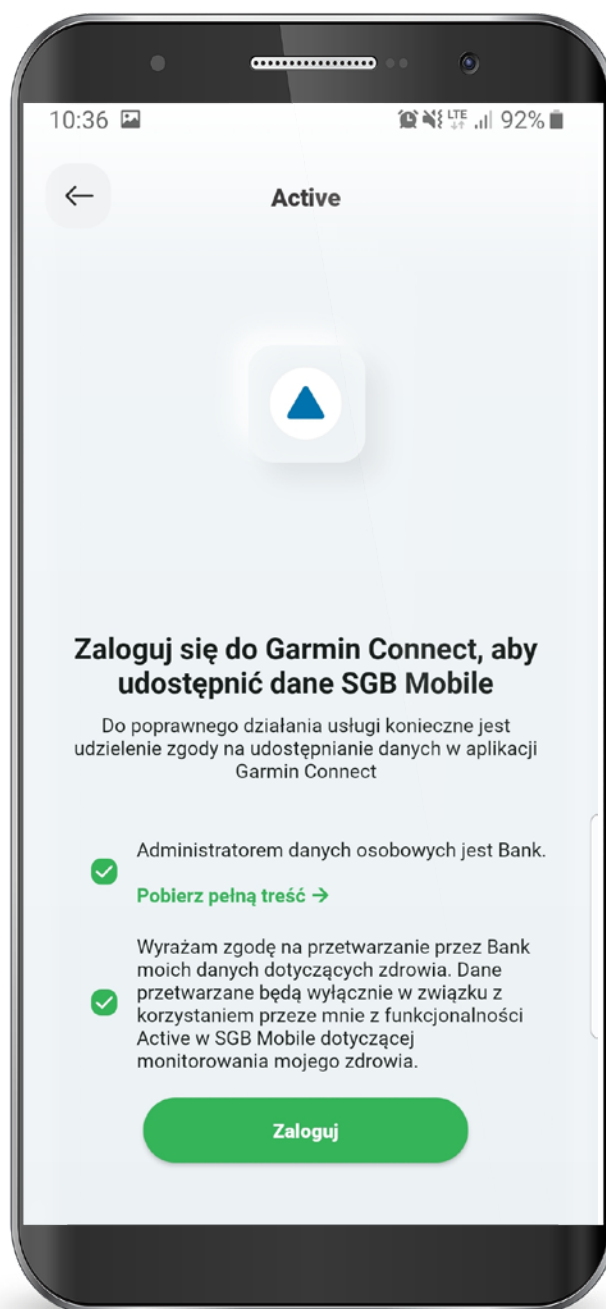 10:36 LTE 92%
Active
Zaloguj się do Garmin Connect, aby
udostępnić dane SGB Mobile
Do poprawnego działania usługi konieczne jest
udzielenie zgody na udostępnianie danych w aplikacji
Garmin Connect
Administratorem danych osobowych jest Bank.
Pobierz pełną treść →
Wyrażam zgodę na przetwarzanie przez Bank
moich danych dotyczących zdrowia. Dane
przetwarzane będą wyłącznie w związku z
korzystaniem przeze mnie z funkcjonalności
Active w SGB Mobile dotyczącej
monitorowania mojego zdrowia.
Zaloguj